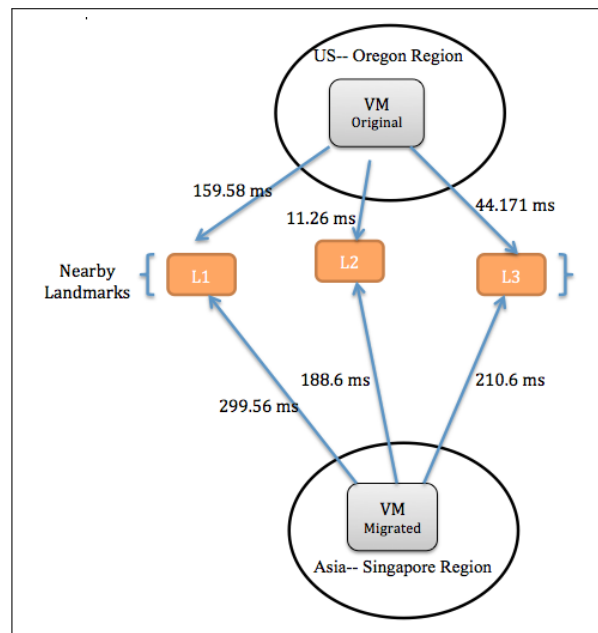 US-- Oregon Region
VM
Original
159.58 ms
11.26 ms
44.171 ms
Nearby
Landmarks
L1
L2
L3
299.56 ms
188.6 ms
210.6 ms
VM
Migrated
Asia-- Singapore Region